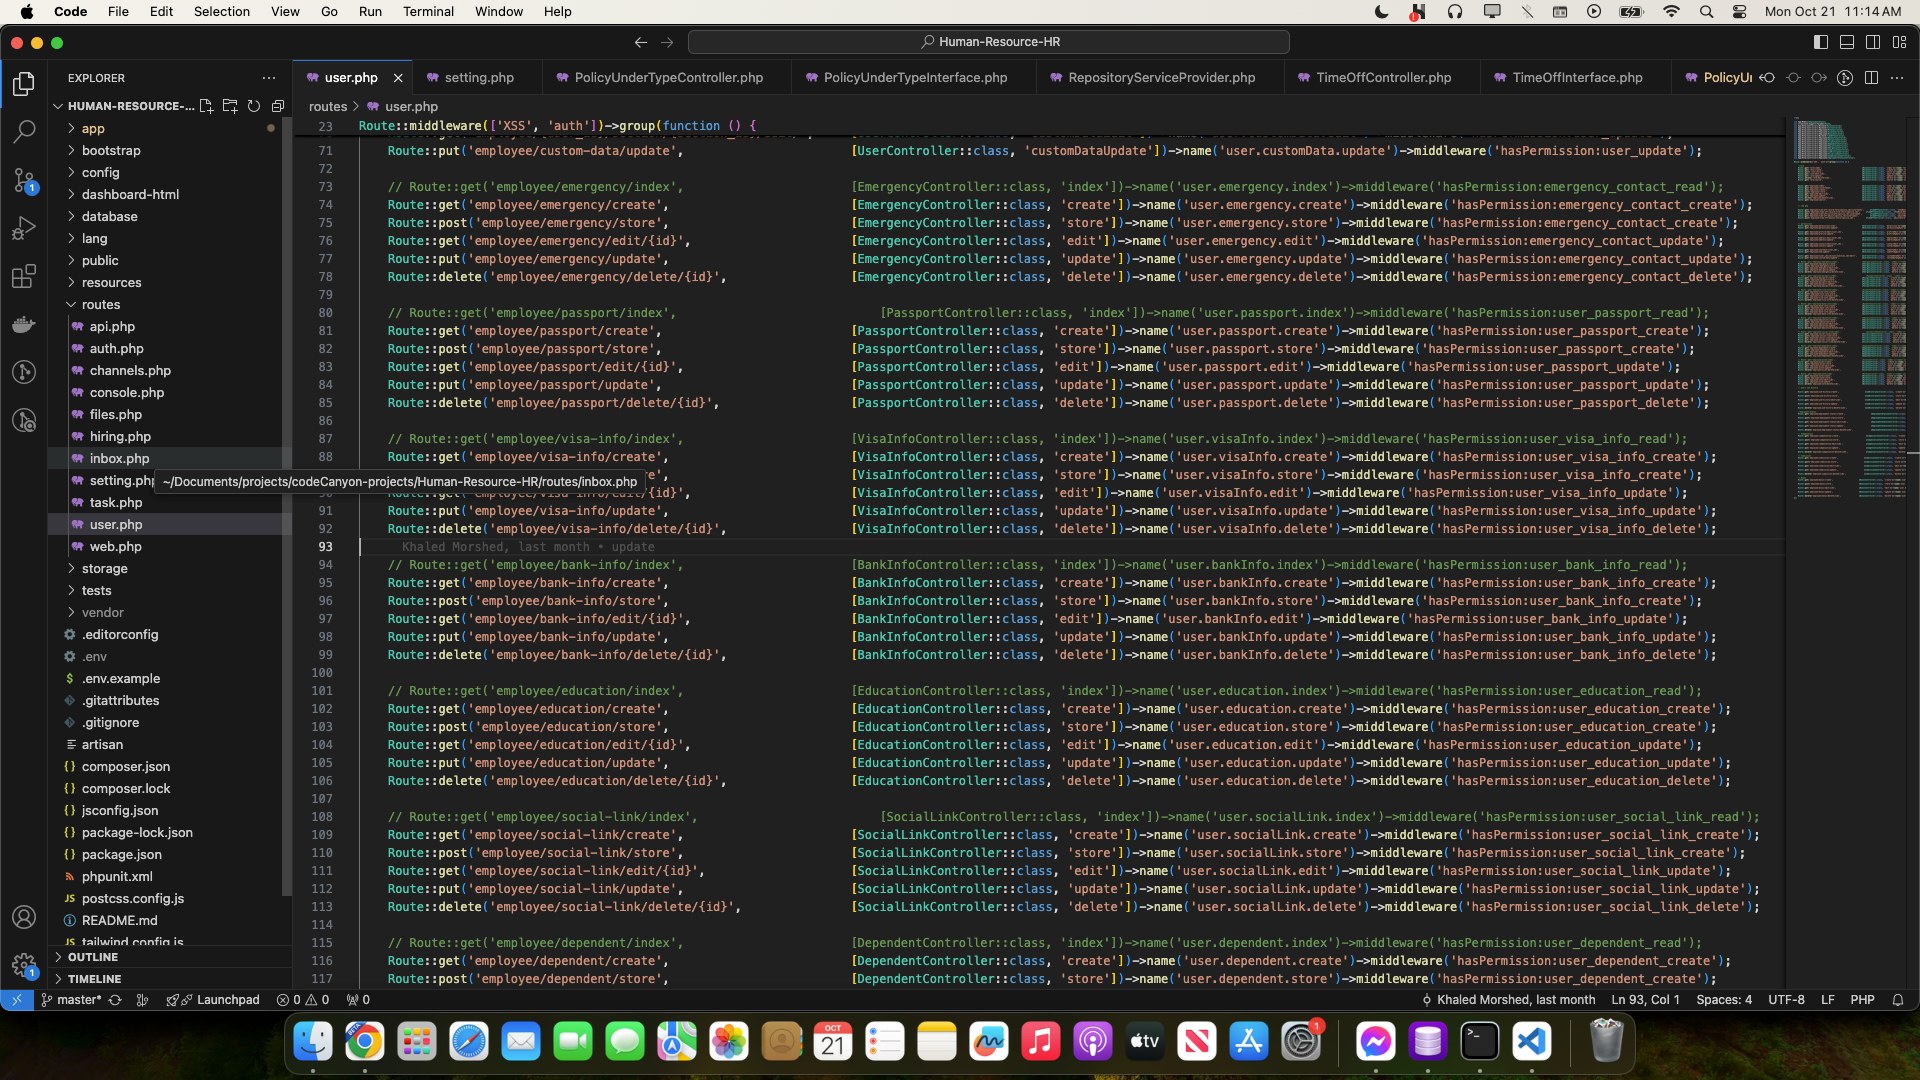 Code File Edit Selection View Go Run Terminal Window Help
Mon Oct 21 11:14 AM
Human-Resource-HR
EXPLORER
user.php
setting.php
PolicyUnderTypeController.php
PolicyUnderTypeInterface.php
RepositoryServiceProvider.php
TimeOffController.php
TimeOffInterface.php
HUMAN-RESOURCE-...
app
bootstrap
config
dashboard-html
database
lang
public
resources
routes
api.php
auth.php
channels.php
console.php
files.php
hiring.php
inbox.php
setting.php
task.php
user.php
web.php
storage
tests
vendor
.editorconfig
.env
.env.example
.gitattributes
.gitignore
artisan
composer.json
composer.lock
jsconfig.json
package-lock.json
package.json
phpunit.xml
postcss.config.js
README.md
tailwind.config.js
OUTLINE
TIMELINE
~/Documents/projects/codeCanyon-projects/Human-Resource-HR/routes/inbox.php
routes > user.php
23 Route::middleware(['XSS', 'auth'])->group(function () {
71 Route::put('employee/custom-data/update', [UserController::class, 'customDataUpdate'])->name('user.customData.update')->middleware('hasPermission:user_update');
72
73 // Route::get('employee/emergency/index', [EmergencyController::class, 'index'])->name('user.emergency.index')->middleware('hasPermission:emergency_contact_read');
74 Route::get('employee/emergency/create', [EmergencyController::class, 'create'])->name('user.emergency.create')->middleware('hasPermission:emergency_contact_create');
75 Route::post('employee/emergency/store', [EmergencyController::class, 'store'])->name('user.emergency.store')->middleware('hasPermission:emergency_contact_create');
76 Route::get('employee/emergency/edit/{id}', [EmergencyController::class, 'edit'])->name('user.emergency.edit')->middleware('hasPermission:emergency_contact_update');
77 Route::put('employee/emergency/update', [EmergencyController::class, 'update'])->name('user.emergency.update')->middleware('hasPermission:emergency_contact_update');
78 Route::delete('employee/emergency/delete/{id}', [EmergencyController::class, 'delete'])->name('user.emergency.delete')->middleware('hasPermission:emergency_contact_delete');
79
80 // Route::get('employee/passport/index', [PassportController::class, 'index'])->name('user.passport.index')->middleware('hasPermission:user_passport_read');
81 Route::get('employee/passport/create', [PassportController::class, 'create'])->name('user.passport.create')->middleware('hasPermission:user_passport_create');
82 Route::post('employee/passport/store', [PassportController::class, 'store'])->name('user.passport.store')->middleware('hasPermission:user_passport_create');
83 Route::get('employee/passport/edit/{id}', [PassportController::class, 'edit'])->name('user.passport.edit')->middleware('hasPermission:user_passport_update');
84 Route::put('employee/passport/update', [PassportController::class, 'update'])->name('user.passport.update')->middleware('hasPermission:user_passport_update');
85 Route::delete('employee/passport/delete/{id}', [PassportController::class, 'delete'])->name('user.passport.delete')->middleware('hasPermission:user_passport_delete');
86
87 // Route::get('employee/visa-info/index', [VisaInfoController::class, 'index'])->name('user.visaInfo.index')->middleware('hasPermission:user_visa_info_read');
88 Route::get('employee/visa-info/create', [VisaInfoController::class, 'create'])->name('user.visaInfo.create')->middleware('hasPermission:user_visa_info_create');
[VisaInfoController::class, 'store'])->name('user.visaInfo.store')->middleware('hasPermission:user_visa_info_create');
[VisaInfoController::class, 'edit'])->name('user.visaInfo.edit')->middleware('hasPermission:user_visa_info_update');
91 Route::put('employee/visa-info/update', [VisaInfoController::class, 'update'])->name('user.visaInfo.update')->middleware('hasPermission:user_visa_info_update');
92 Route::delete('employee/visa-info/delete/{id}', [VisaInfoController::class, 'delete'])->name('user.visaInfo.delete')->middleware('hasPermission:user_visa_info_delete');
93 Khaled Morshed, last month • update
94 // Route::get('employee/bank-info/index', [BankInfoController::class, 'index'])->name('user.bankInfo.index')->middleware('hasPermission:user_bank_info_read');
95 Route::get('employee/bank-info/create', [BankInfoController::class, 'create'])->name('user.bankInfo.create')->middleware('hasPermission:user_bank_info_create');
96 Route::post('employee/bank-info/store', [BankInfoController::class, 'store'])->name('user.bankInfo.store')->middleware('hasPermission:user_bank_info_create');
97 Route::get('employee/bank-info/edit/{id}', [BankInfoController::class, 'edit'])->name('user.bankInfo.edit')->middleware('hasPermission:user_bank_info_update');
98 Route::put('employee/bank-info/update', [BankInfoController::class, 'update'])->name('user.bankInfo.update')->middleware('hasPermission:user_bank_info_update');
99 Route::delete('employee/bank-info/delete/{id}', [BankInfoController::class, 'delete'])->name('user.bankInfo.delete')->middleware('hasPermission:user_bank_info_delete');
100
101 // Route::get('employee/education/index', [EducationController::class, 'index'])->name('user.education.index')->middleware('hasPermission:user_education_read');
102 Route::get('employee/education/create', [EducationController::class, 'create'])->name('user.education.create')->middleware('hasPermission:user_education_create');
103 Route::post('employee/education/store', [EducationController::class, 'store'])->name('user.education.store')->middleware('hasPermission:user_education_create');
104 Route::get('employee/education/edit/{id}', [EducationController::class, 'edit'])->name('user.education.edit')->middleware('hasPermission:user_education_update');
105 Route::put('employee/education/update', [EducationController::class, 'update'])->name('user.education.update')->middleware('hasPermission:user_education_update');
106 Route::delete('employee/education/delete/{id}', [EducationController::class, 'delete'])->name('user.education.delete')->middleware('hasPermission:user_education_delete');
107
108 // Route::get('employee/social-link/index', [SocialLinkController::class, 'index'])->name('user.socialLink.index')->middleware('hasPermission:user_social_link_read');
109 Route::get('employee/social-link/create', [SocialLinkController::class, 'create'])->name('user.socialLink.create')->middleware('hasPermission:user_social_link_create');
110 Route::post('employee/social-link/store', [SocialLinkController::class, 'store'])->name('user.socialLink.store')->middleware('hasPermission:user_social_link_create');
111 Route::get('employee/social-link/edit/{id}', [SocialLinkController::class, 'edit'])->name('user.socialLink.edit')->middleware('hasPermission:user_social_link_update');
112 Route::put('employee/social-link/update', [SocialLinkController::class, 'update'])->name('user.socialLink.update')->middleware('hasPermission:user_social_link_update');
113 Route::delete('employee/social-link/delete/{id}', [SocialLinkController::class, 'delete'])->name('user.socialLink.delete')->middleware('hasPermission:user_social_link_delete');
114
115 // Route::get('employee/dependent/index', [DependentController::class, 'index'])->name('user.dependent.index')->middleware('hasPermission:user_dependent_read');
116 Route::get('employee/dependent/create', [DependentController::class, 'create'])->name('user.dependent.create')->middleware('hasPermission:user_dependent_create');
117 Route::post('employee/dependent/store', [DependentController::class, 'store'])->name('user.dependent.store')->middleware('hasPermission:user_dependent_create');
master* Launchpad 0 0 0
Khaled Morshed, last month Ln 93, Col 1 Spaces: 4 UTF-8 LF PHP
OCT
21
tv
1